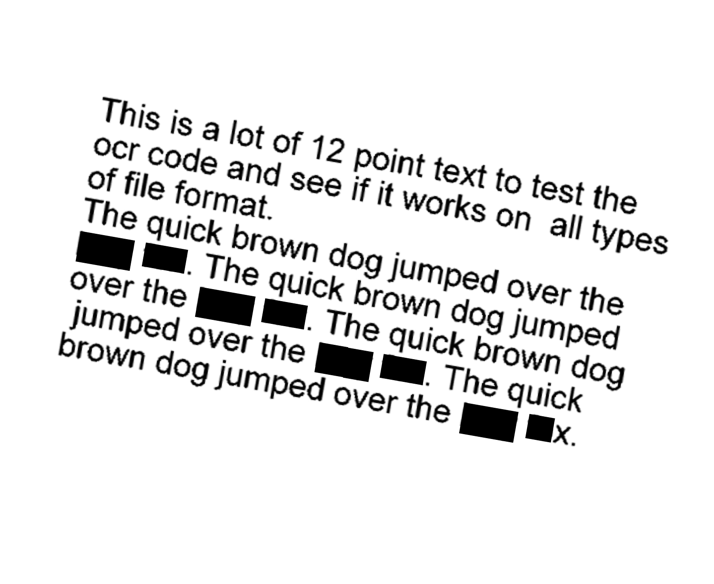 This is a lot of 12 point text to test the
ocr code and see if it works on all types
of file format.
The quick brown dog jumped over the
. The quick brown dog jumped
over the . The quick brown dog
jumped over the . The quick
brown dog jumped over the x.